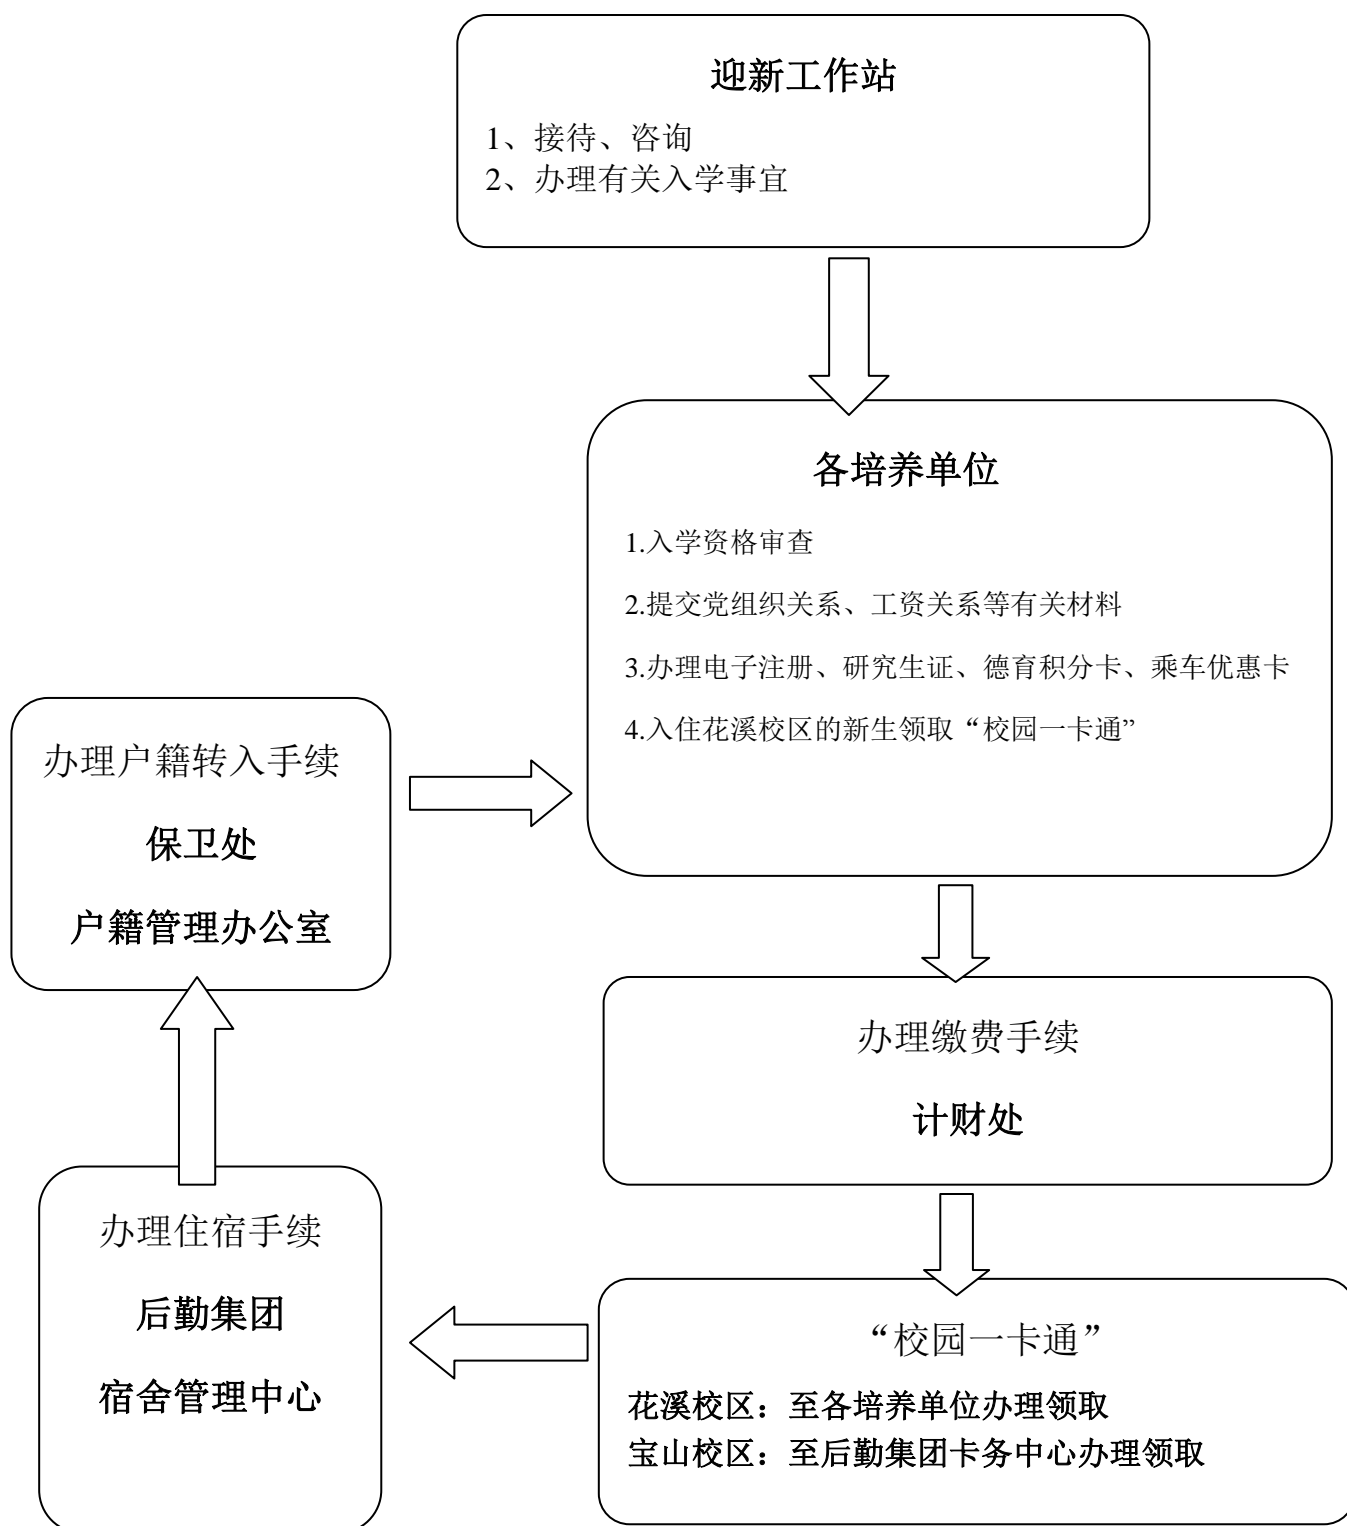 迎新工作站
1、接待、咨询
2、办理有关入学事宜
各培养单位
1.入学资格审查
2.提交党组织关系、工资关系等有关材料
3.办理电子注册、研究生证、德育积分卡、乘车优惠卡
4.入住花溪校区的新生领取“校园一卡通”
办理户籍转入手续
保卫处
户籍管理办公室
办理缴费手续
计财处
办理住宿手续
后勤集团
宿舍管理中心
“校园一卡通”
花溪校区：至各培养单位办理领取
宝山校区：至后勤集团卡务中心办理领取